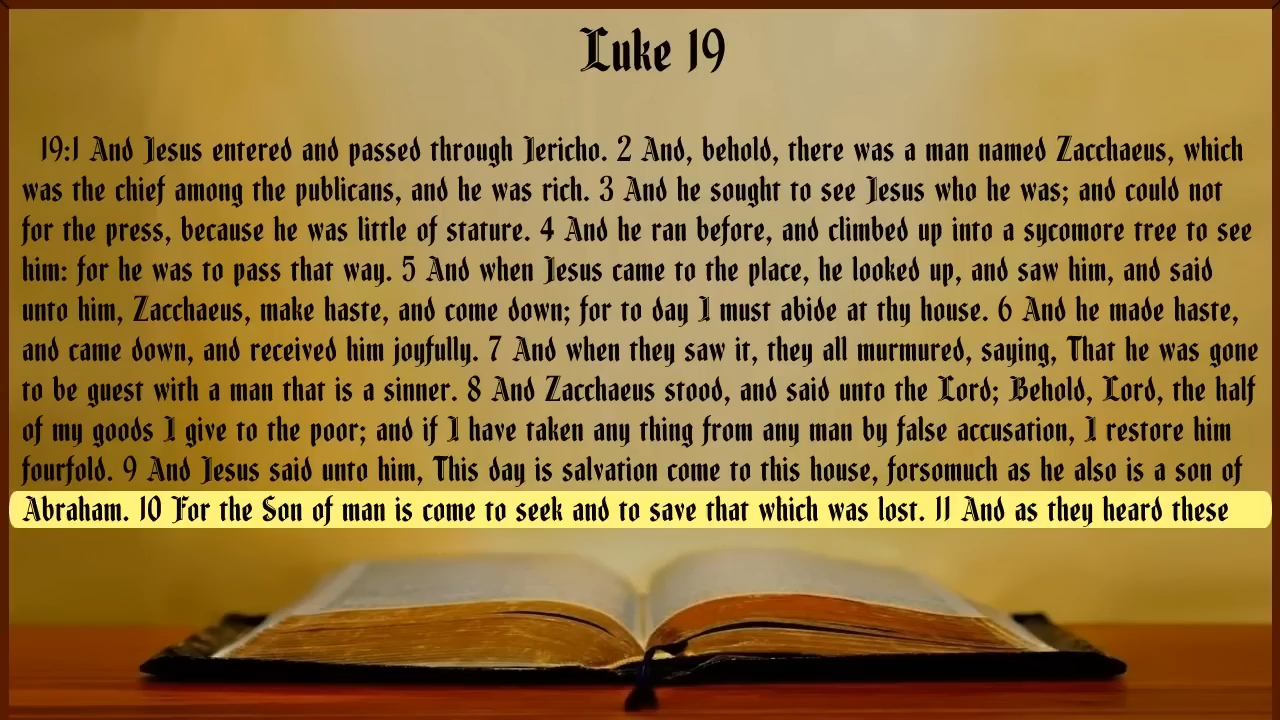 Luke 19
19:1 And Jesus entered and passed through Jericho. 2 And, behold, there was a man named Zacchaeus, which
was the chief among the publicans, and he was rich. 3 And he sought to see Jesus who he was; and could not
for the press, because he was little of stature. 4 And he ran before, and climbed up into a sycomore tree to see
him: for he was to pass that way. 5 And when Jesus came to the place, he looked up, and saw him, and said
unto him, Zacchaeus, make haste, and come down; for to day I must abide at thy house. 6 And he made haste,
and came down, and received him joyfully. 7 And when they saw it, they all murmured, saying, That he was gone
to be guest with a man that is a sinner. 8 And Zacchaeus stood, and said unto the Lord; Behold, Lord, the half
of my goods I give to the poor; and if I have taken any thing from any man by false accusation, I restore him
fourfold. 9 And Jesus said unto him, This day is salvation come to this house, forsomuch as he also is a son of
Abraham. 10 For the Son of man is come to seek and to save that which was lost. 11 And as they heard these